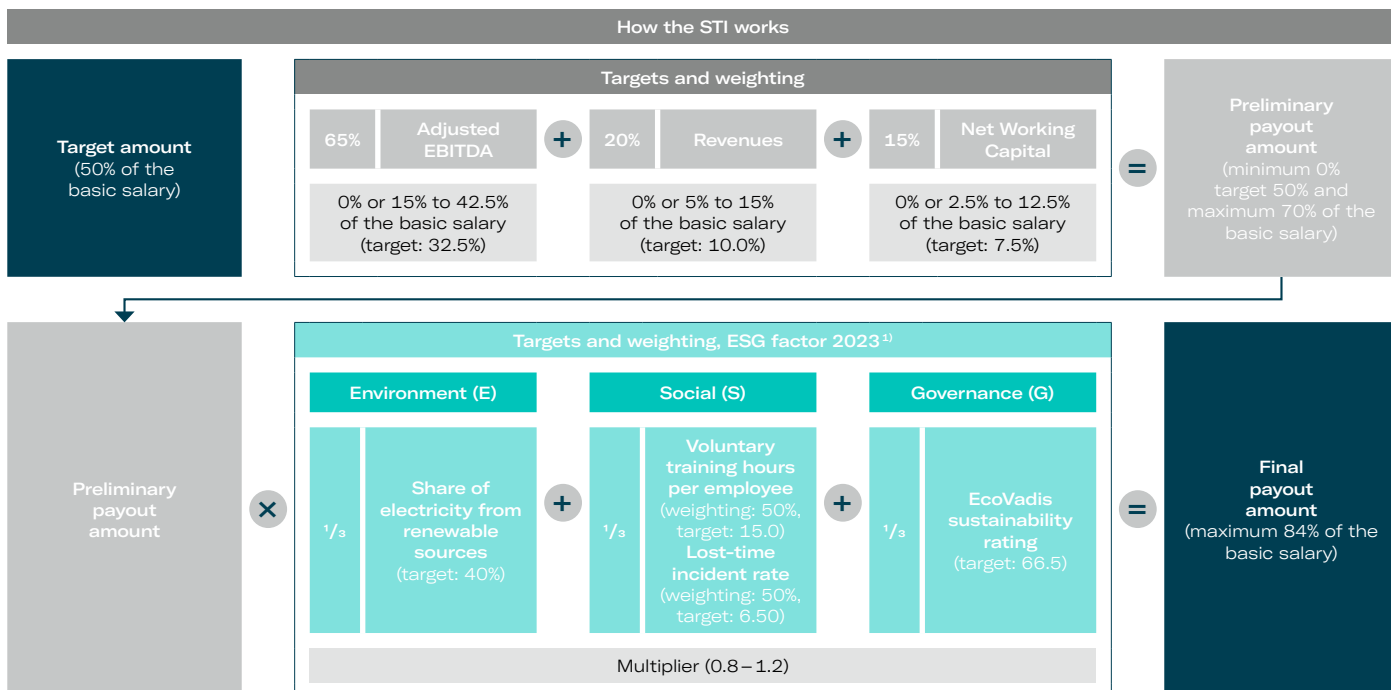 How the STI works
Target amount
(50% of the
basic salary)
Targets and weighting
65%
Adjusted
EBITDA
+
20%
Revenues
+
15%
Net Working
Capital
0% or 15% to 42.5%
of the basic salary
(target: 32.5%)
0% or 5% to 15%
of the basic salary
(target: 10.0%)
0% or 2.5% to 12.5%
of the basic salary
(target: 7.5%)
=
Preliminary
payout
amount
(minimum 0%
target 50% and
maximum 70% of the
basic salary)
Preliminary
payout
amount
×
Targets and weighting, ESG factor 2023¹⁾
Environment (E)
Social (S)
Governance (G)
¹/₃
Share of
electricity from
renewable
sources
(target: 40%)
+
¹/₃
Voluntary
training hours
per employee
(weighting: 50%,
target: 15.0)
Lost-time
incident rate
(weighting: 50%,
target: 6.50)
+
¹/₃
EcoVadis
sustainability
rating
(target: 66.5)
Multiplier (0.8 – 1.2)
=
Final
payout
amount
(maximum 84% of the
basic salary)